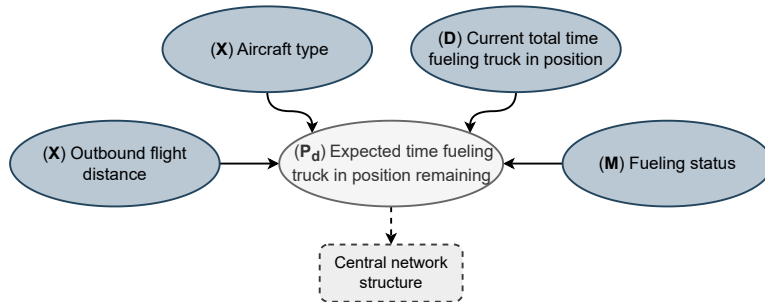 (X) Aircraft type
(D) Current total time
fueling truck in position
(X) Outbound flight
distance
(Pd) Expected time fueling
truck in position remaining
(M) Fueling status
Central network
structure